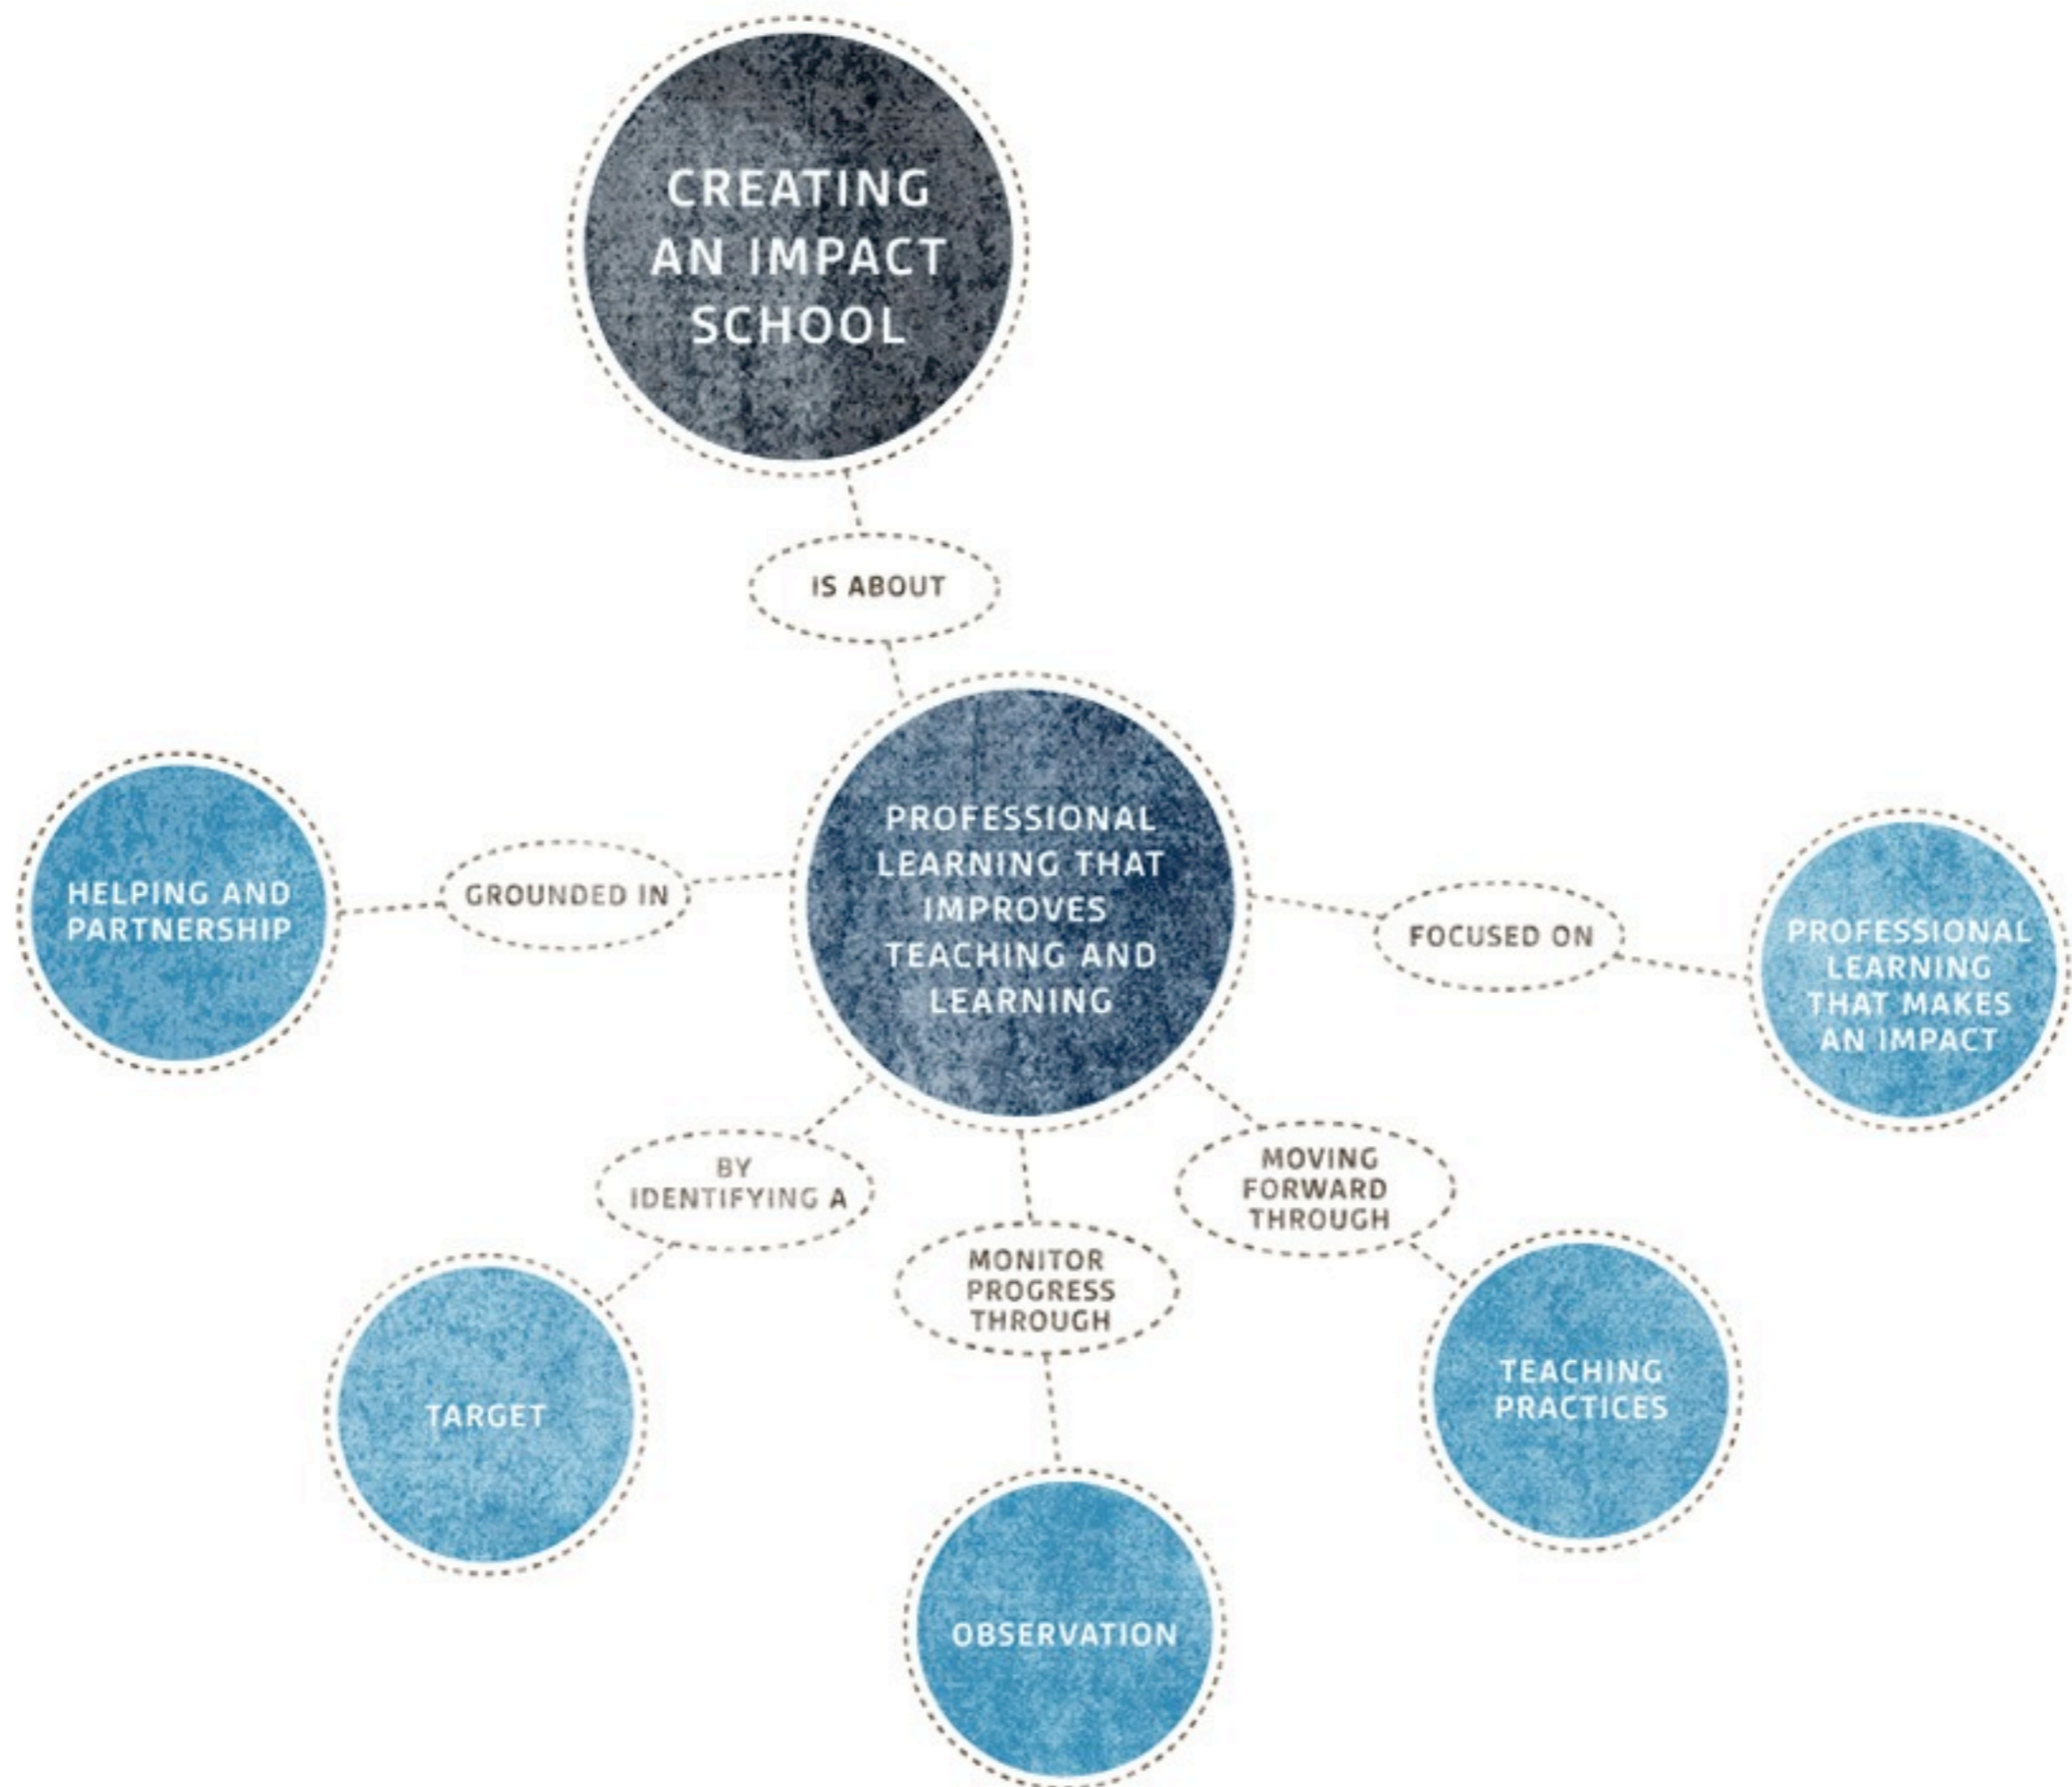 CREATING
AN IMPACT
SCHOOL
IS ABOUT
PROFESSIONAL
LEARNING THAT
IMPROVES
TEACHING AND
LEARNING
GROUNDED IN
HELPING AND
PARTNERSHIP
FOCUSED ON
PROFESSIONAL
LEARNING
THAT MAKES
AN IMPACT
BY
IDENTIFYING A
TARGET
MONITOR
PROGRESS
THROUGH
OBSERVATION
MOVING
FORWARD
THROUGH
TEACHING
PRACTICES